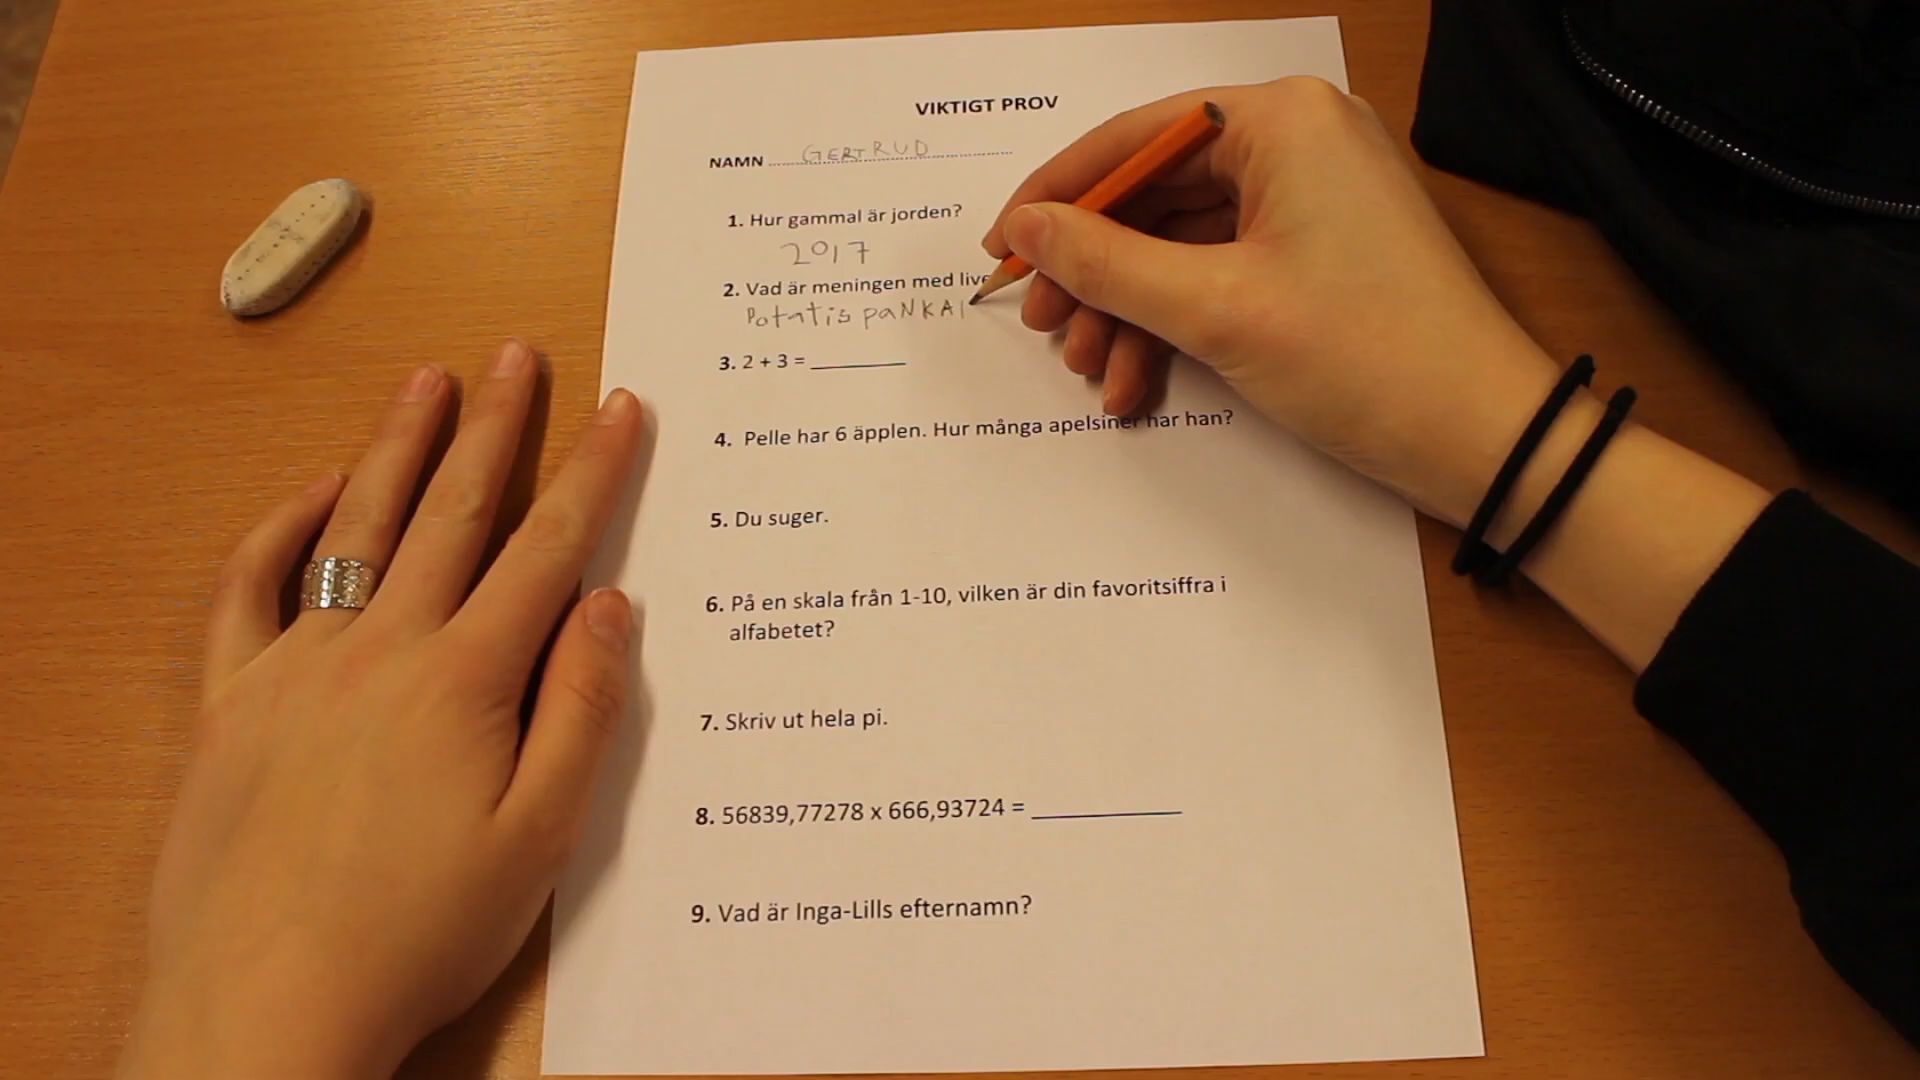 VIKTIGT PROV
NAMN GERTRUD
1. Hur gammal är jorden?
2017
2. Vad är meningen med
Potatis paNKA
3. 2 + 3 =
4. Pelle har 6 äpplen. Hur många apelsiner har han?
5. Du suger.
6. På en skala från 1-10, vilken är din favoritsiffra i
alfabetet?
7. Skriv ut hela pi.
8. 56839,77278 x 666,93724 =
9. Vad är Inga-Lills efternamn?